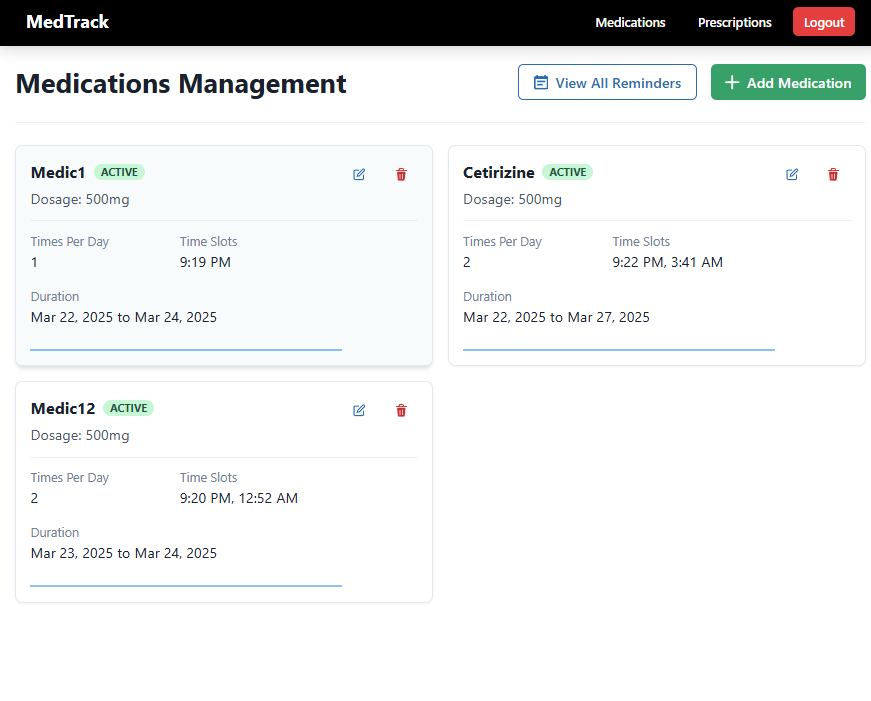 MedTrack Medications Prescriptions Logout
Medications Management View All Reminders Add Medication
Medic1 ACTIVE
Dosage: 500mg
Times Per Day Time Slots
1 9:19 PM
Duration
Mar 22, 2025 to Mar 24, 2025
Cetirizine ACTIVE
Dosage: 500mg
Times Per Day Time Slots
2 9:22 PM, 3:41 AM
Duration
Mar 22, 2025 to Mar 27, 2025
Medic12 ACTIVE
Dosage: 500mg
Times Per Day Time Slots
2 9:20 PM, 12:52 AM
Duration
Mar 23, 2025 to Mar 24, 2025